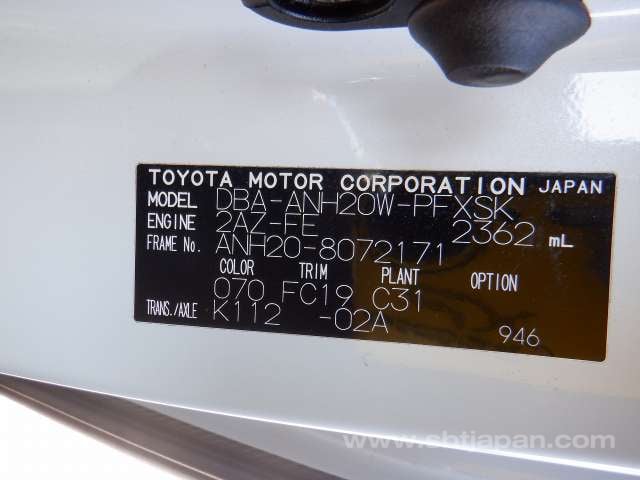 TOYOTA MOTOR CORPORATION JAPAN
MODEL DBA-ANH20W-PFXSK
ENGINE 2AZ-FE 2362 mL
FRAME No. ANH20-8072171
COLOR TRIM PLANT OPTION
070 FC19 C31
TRANS./AXLE K112 -02A 946
www.sbtjapan.com